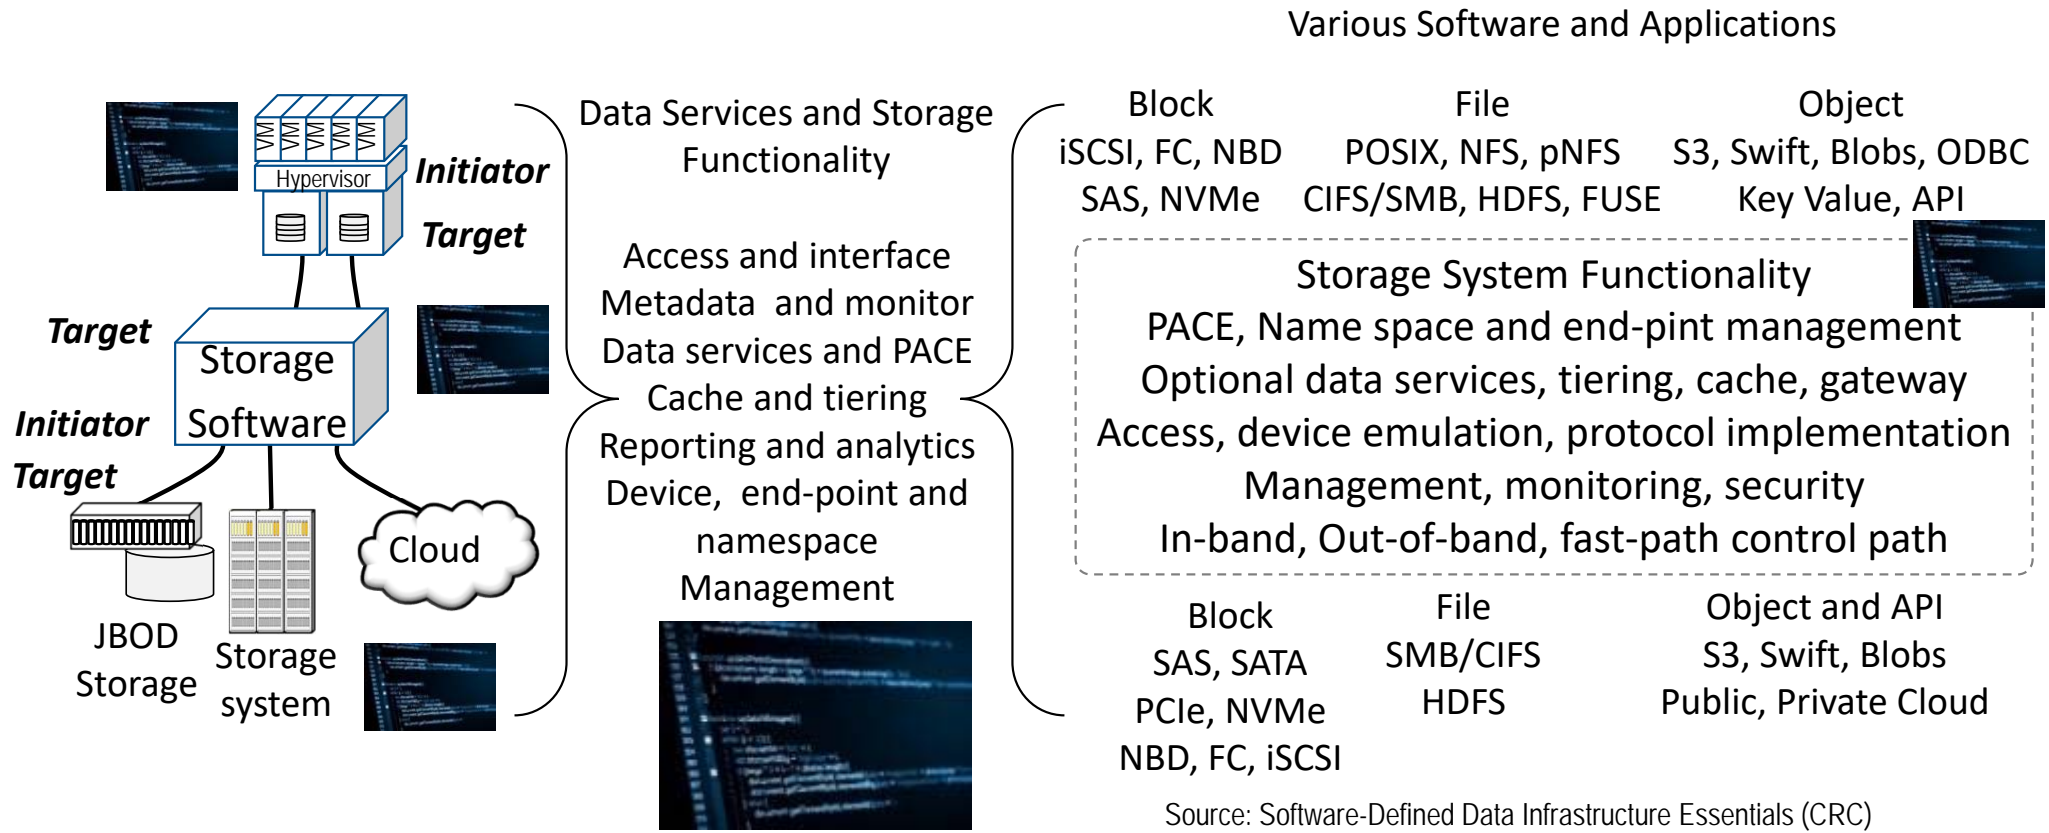 Various Software and Applications
VM VM VM VM VM
Hypervisor
Initiator
Target
Target
Storage
Software
Initiator
Target
Cloud
JBOD
Storage
Storage
system
Data Services and Storage
Functionality
Access and interface
Metadata and monitor
Data services and PACE
Cache and tiering
Reporting and analytics
Device, end-point and
namespace
Management
Block
iSCSI, FC, NBD
SAS, NVMe
File
POSIX, NFS, pNFS
CIFS/SMB, HDFS, FUSE
Object
S3, Swift, Blobs, ODBC
Key Value, API
Storage System Functionality
PACE, Name space and end-pint management
Optional data services, tiering, cache, gateway
Access, device emulation, protocol implementation
Management, monitoring, security
In-band, Out-of-band, fast-path control path
Block
SAS, SATA
PCIe, NVMe
NBD, FC, iSCSI
File
SMB/CIFS
HDFS
Object and API
S3, Swift, Blobs
Public, Private Cloud
Source: Software-Defined Data Infrastructure Essentials (CRC)